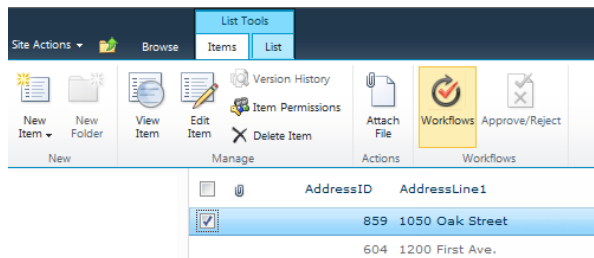 List Tools
Site Actions Browse Items List
Version History
Item Permissions
Delete Item
New Item
New Folder
View Item
Edit Item
Attach File
Workflows Approve/Reject
New Manage Actions Workflows
AddressID AddressLine1
859 1050 Oak Street
604 1200 First Ave.